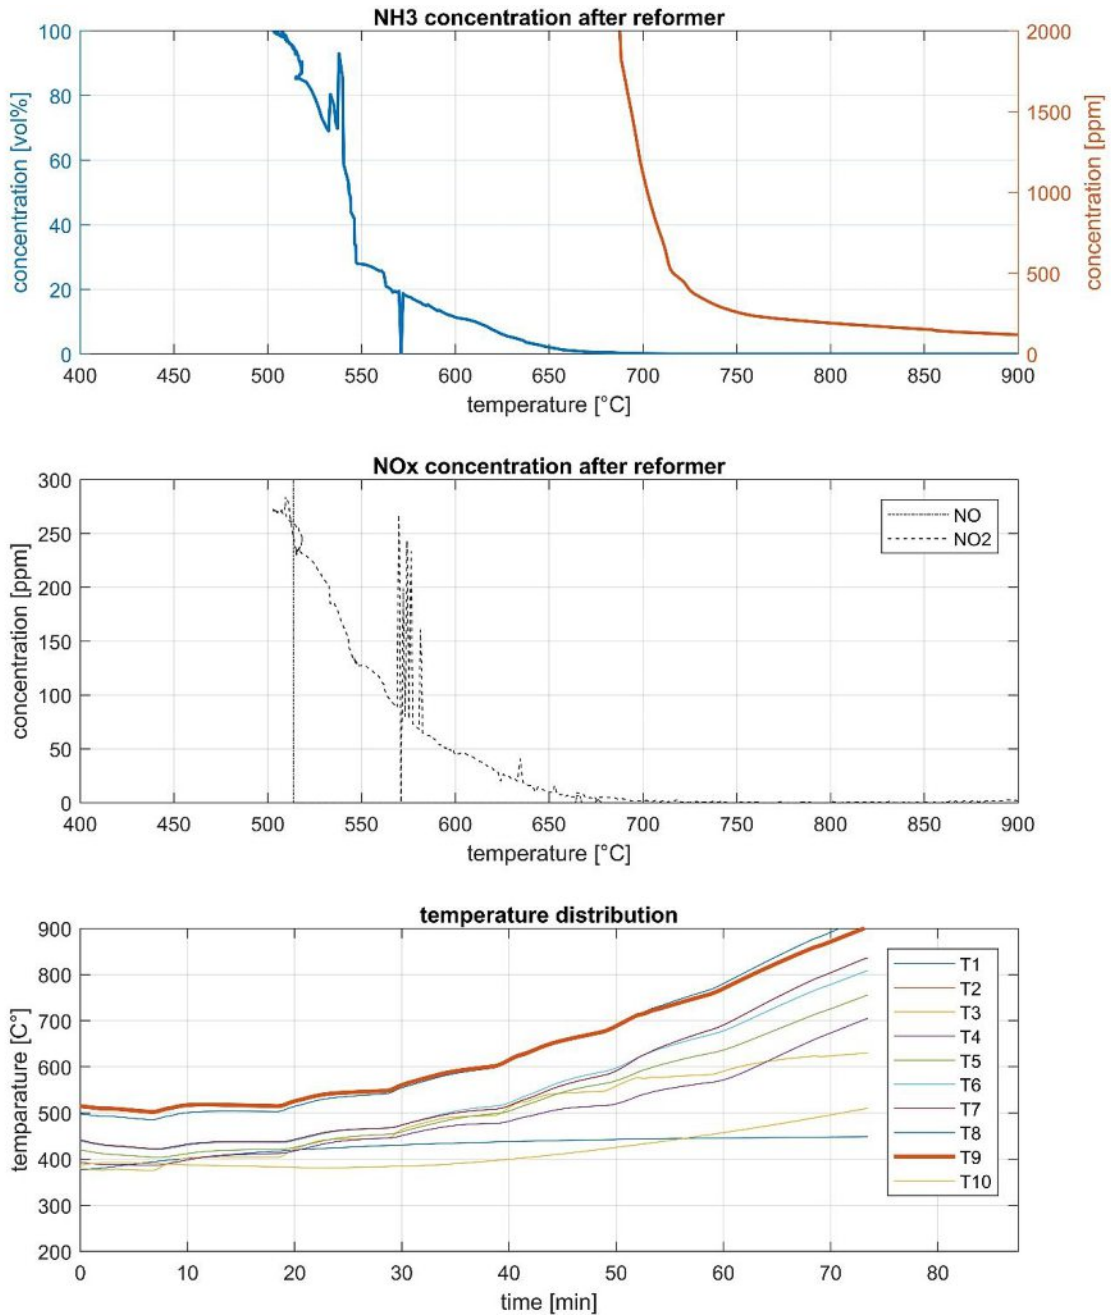 NH3 concentration after reformer
100
80
60
40
20
0
concentration [vol%]
2000
1500
1000
500
0
concentration [ppm]
400 450 500 550 600 650 700 750 800 850 900
temperature [°C]
NOx concentration after reformer
300
250
200
150
100
50
0
concentration [ppm]
NO
NO2
400 450 500 550 600 650 700 750 800 850 900
temperature [°C]
temperature distribution
900
800
700
600
500
400
300
200
temparature [C°]
T1
T2
T3
T4
T5
T6
T7
T8
T9
T10
0 10 20 30 40 50 60 70 80
time [min]